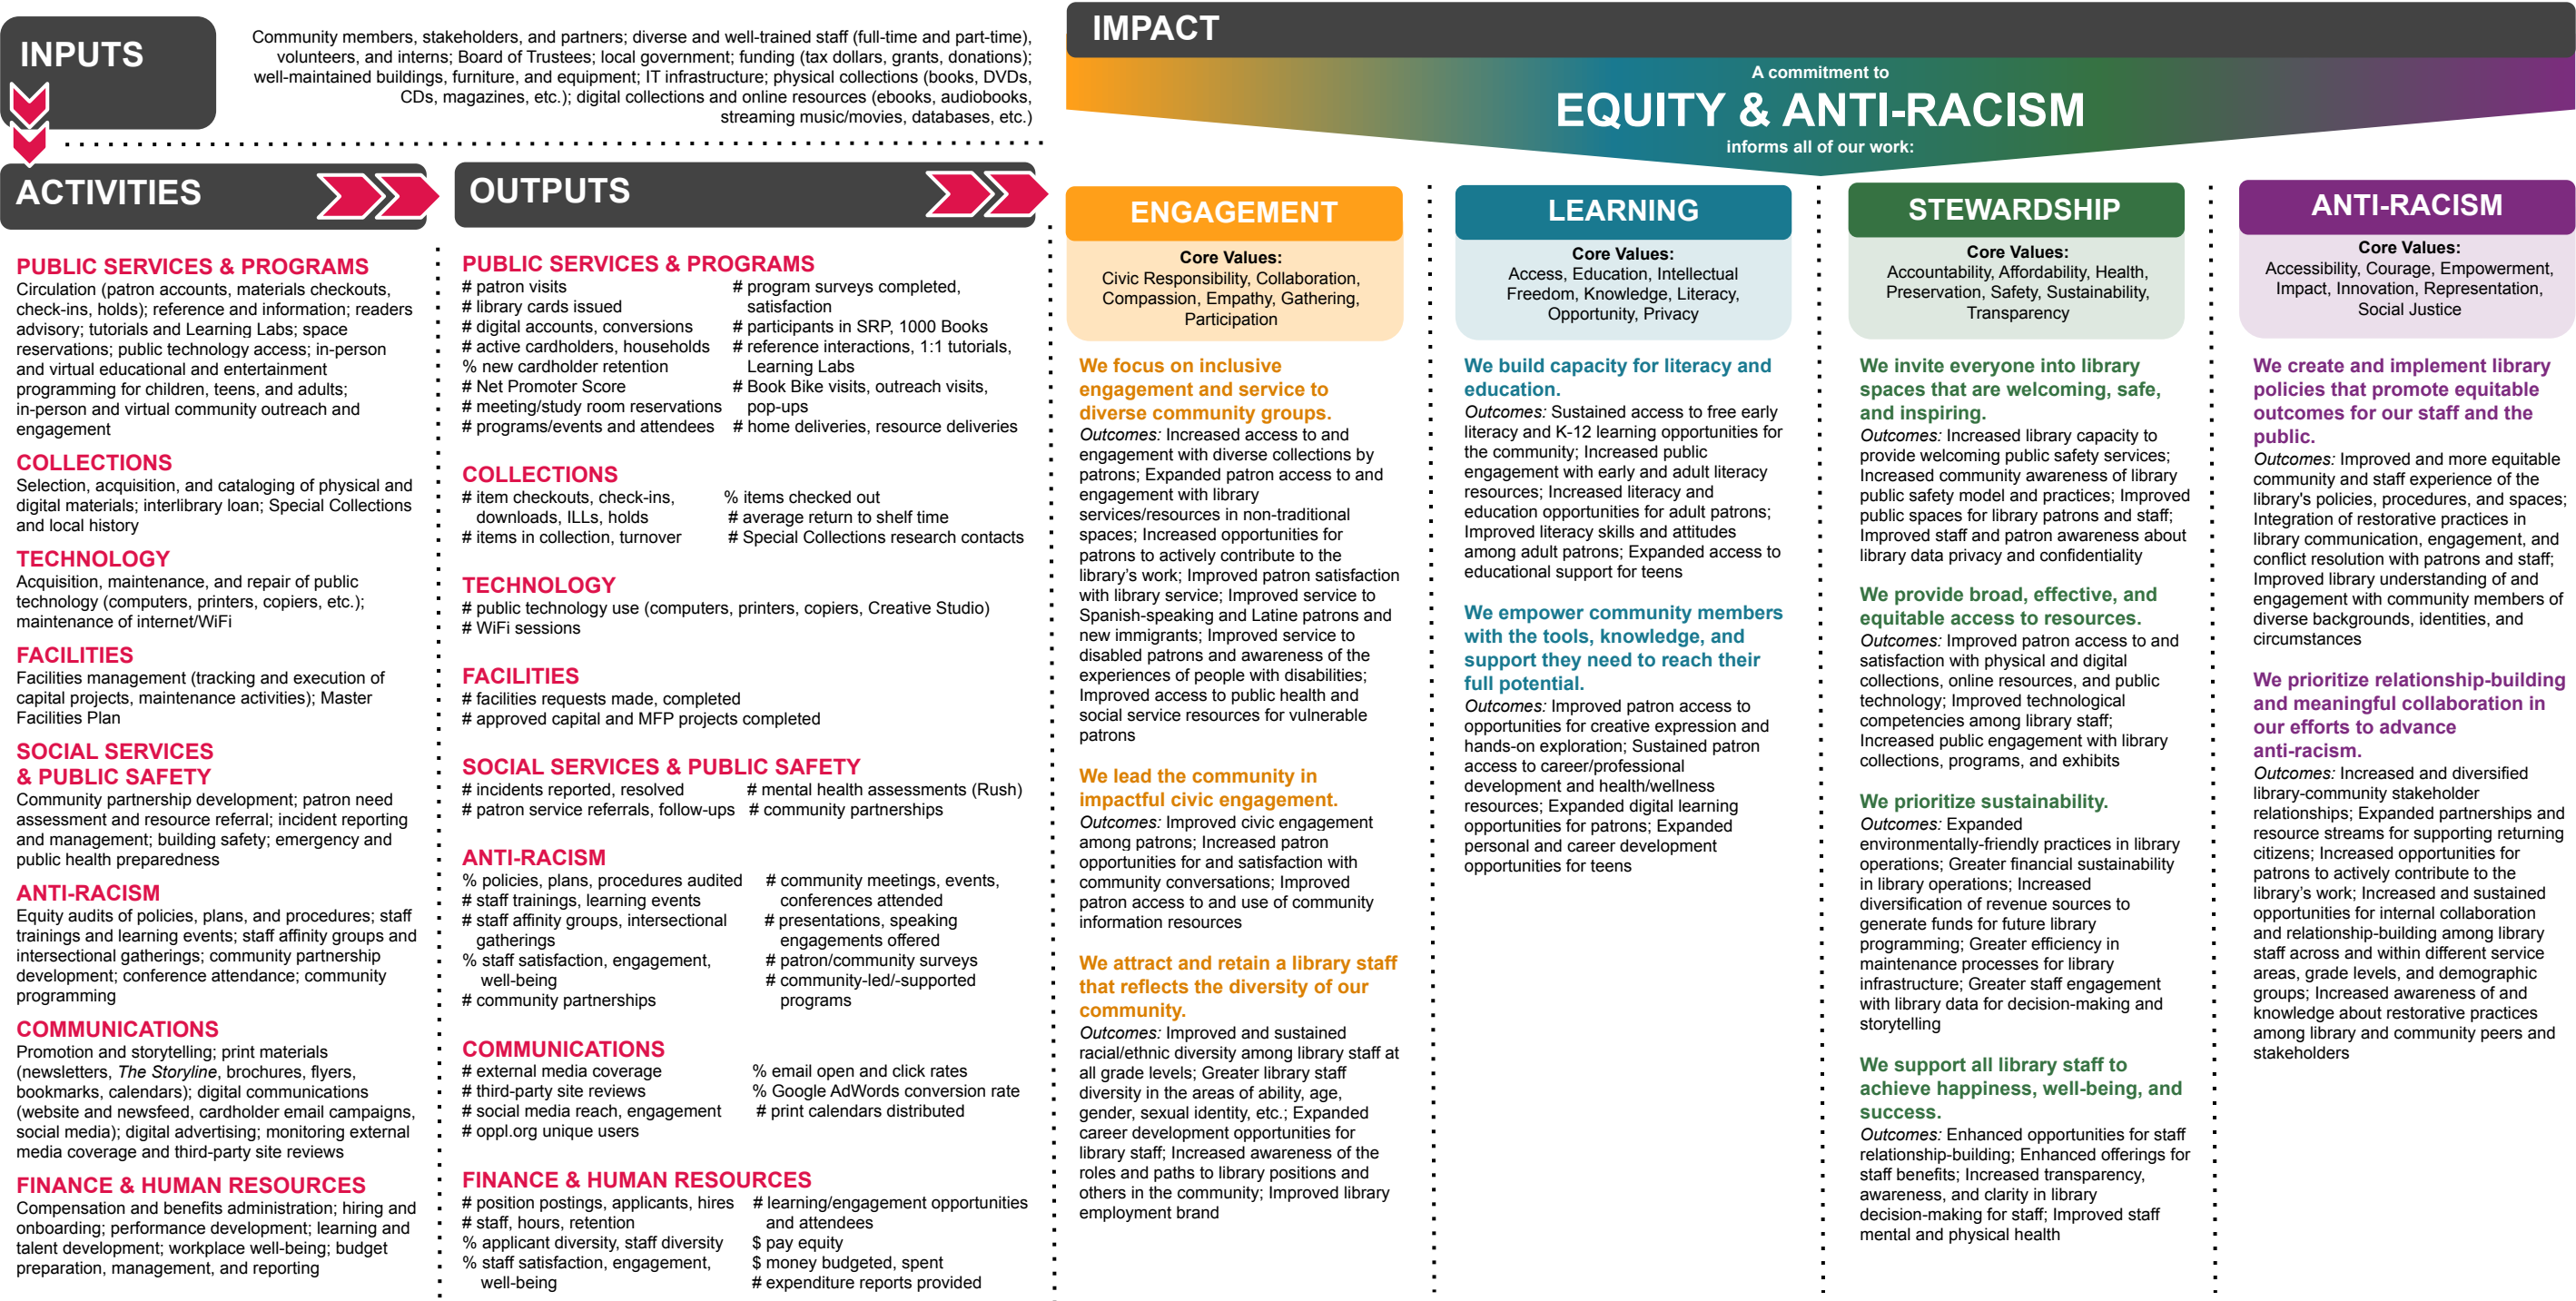 INPUTS
Community members, stakeholders, and partners; diverse and well-trained staff (full-time and part-time),
volunteers, and interns; Board of Trustees; local government; funding (tax dollars, grants, donations);
well-maintained buildings, furniture, and equipment; IT infrastructure; physical collections (books, DVDs,
CDs, magazines, etc.); digital collections and online resources (ebooks, audiobooks,
streaming music/movies, databases, etc.)
ACTIVITIES
PUBLIC SERVICES & PROGRAMS
Circulation (patron accounts, materials checkouts,
check-ins, holds); reference and information; readers
advisory; tutorials and Learning Labs; space
reservations; public technology access; in-person
and virtual educational and entertainment
programming for children, teens, and adults;
in-person and virtual community outreach and
engagement
COLLECTIONS
Selection, acquisition, and cataloging of physical and
digital materials; interlibrary loan; Special Collections
and local history
TECHNOLOGY
Acquisition, maintenance, and repair of public
technology (computers, printers, copiers, etc.);
maintenance of internet/WiFi
FACILITIES
Facilities management (tracking and execution of
capital projects, maintenance activities); Master
Facilities Plan
SOCIAL SERVICES
& PUBLIC SAFETY
Community partnership development; patron need
assessment and resource referral; incident reporting
and management; building safety; emergency and
public health preparedness
ANTI-RACISM
Equity audits of policies, plans, and procedures; staff
trainings and learning events; staff affinity groups and
intersectional gatherings; community partnership
development; conference attendance; community
programming
COMMUNICATIONS
Promotion and storytelling; print materials
(newsletters, The Storyline, brochures, flyers,
bookmarks, calendars); digital communications
(website and newsfeed, cardholder email campaigns,
social media); digital advertising; monitoring external
media coverage and third-party site reviews
FINANCE & HUMAN RESOURCES
Compensation and benefits administration; hiring and
onboarding; performance development; learning and
talent development; workplace well-being; budget
preparation, management, and reporting
OUTPUTS
PUBLIC SERVICES & PROGRAMS
# patron visits
# library cards issued
# digital accounts, conversions
# active cardholders, households
% new cardholder retention
# Net Promoter Score
# meeting/study room reservations
# programs/events and attendees
# program surveys completed,
satisfaction
# participants in SRP, 1000 Books
# reference interactions, 1:1 tutorials,
Learning Labs
# Book Bike visits, outreach visits,
pop-ups
# home deliveries, resource deliveries
COLLECTIONS
# item checkouts, check-ins,
downloads, ILLs, holds
# items in collection, turnover
% items checked out
# average return to shelf time
# Special Collections research contacts
TECHNOLOGY
# public technology use (computers, printers, copiers, Creative Studio)
# WiFi sessions
FACILITIES
# facilities requests made, completed
# approved capital and MFP projects completed
SOCIAL SERVICES & PUBLIC SAFETY
# incidents reported, resolved
# patron service referrals, follow-ups
# mental health assessments (Rush)
# community partnerships
ANTI-RACISM
% policies, plans, procedures audited
# staff trainings, learning events
# staff affinity groups, intersectional
gatherings
% staff satisfaction, engagement,
well-being
# community partnerships
# community meetings, events,
conferences attended
# presentations, speaking
engagements offered
# patron/community surveys
# community-led/-supported
programs
COMMUNICATIONS
# external media coverage
# third-party site reviews
# social media reach, engagement
# oppl.org unique users
% email open and click rates
% Google AdWords conversion rate
# print calendars distributed
FINANCE & HUMAN RESOURCES
# position postings, applicants, hires
# staff, hours, retention
% applicant diversity, staff diversity
% staff satisfaction, engagement,
well-being
# learning/engagement opportunities
and attendees
$ pay equity
$ money budgeted, spent
# expenditure reports provided
IMPACT
A commitment to
EQUITY & ANTI-RACISM
informs all of our work:
ENGAGEMENT
Core Values:
Civic Responsibility, Collaboration,
Compassion, Empathy, Gathering,
Participation
We focus on inclusive
engagement and service to
diverse community groups.
Outcomes: Increased access to and
engagement with diverse collections by
patrons; Expanded patron access to and
engagement with library
services/resources in non-traditional
spaces; Increased opportunities for
patrons to actively contribute to the
library's work; Improved patron satisfaction
with library service; Improved service to
Spanish-speaking and Latine patrons and
new immigrants; Improved service to
disabled patrons and awareness of the
experiences of people with disabilities;
Improved access to public health and
social service resources for vulnerable
patrons
We lead the community in
impactful civic engagement.
Outcomes: Improved civic engagement
among patrons; Increased patron
opportunities for and satisfaction with
community conversations; Improved
patron access to and use of community
information resources
We attract and retain a library staff
that reflects the diversity of our
community.
Outcomes: Improved and sustained
racial/ethnic diversity among library staff at
all grade levels; Greater library staff
diversity in the areas of ability, age,
gender, sexual identity, etc.; Expanded
career development opportunities for
library staff; Increased awareness of the
roles and paths to library positions and
others in the community; Improved library
employment brand
LEARNING
Core Values:
Access, Education, Intellectual
Freedom, Knowledge, Literacy,
Opportunity, Privacy
We build capacity for literacy and
education.
Outcomes: Sustained access to free early
literacy and K-12 learning opportunities for
the community; Increased public
engagement with early and adult literacy
resources; Increased literacy and
education opportunities for adult patrons;
Improved literacy skills and attitudes
among adult patrons; Expanded access to
educational support for teens
We empower community members
with the tools, knowledge, and
support they need to reach their
full potential.
Outcomes: Improved patron access to
opportunities for creative expression and
hands-on exploration; Sustained patron
access to career/professional
development and health/wellness
resources; Expanded digital learning
opportunities for patrons; Expanded
personal and career development
opportunities for teens
STEWARDSHIP
Core Values:
Accountability, Affordability, Health,
Preservation, Safety, Sustainability,
Transparency
We invite everyone into library
spaces that are welcoming, safe,
and inspiring.
Outcomes: Increased library capacity to
provide welcoming public safety services;
Increased community awareness of library
public safety model and practices; Improved
public spaces for library patrons and staff;
Improved staff and patron awareness about
library data privacy and confidentiality
We provide broad, effective, and
equitable access to resources.
Outcomes: Improved patron access to and
satisfaction with physical and digital
collections, online resources, and public
technology; Improved technological
competencies among library staff;
Increased public engagement with library
collections, programs, and exhibits
We prioritize sustainability.
Outcomes: Expanded
environmentally-friendly practices in library
operations; Greater financial sustainability
in library operations; Increased
diversification of revenue sources to
generate funds for future library
programming; Greater efficiency in
maintenance processes for library
infrastructure; Greater staff engagement
with library data for decision-making and
storytelling
We support all library staff to
achieve happiness, well-being, and
success.
Outcomes: Enhanced opportunities for staff
relationship-building; Enhanced offerings for
staff benefits; Increased transparency,
awareness, and clarity in library
decision-making for staff; Improved staff
mental and physical health
ANTI-RACISM
Core Values:
Accessibility, Courage, Empowerment,
Impact, Innovation, Representation,
Social Justice
We create and implement library
policies that promote equitable
outcomes for our staff and the
public.
Outcomes: Improved and more equitable
community and staff experience of the
library's policies, procedures, and spaces;
Integration of restorative practices in
library communication, engagement, and
conflict resolution with patrons and staff;
Improved library understanding of and
engagement with community members of
diverse backgrounds, identities, and
circumstances
We prioritize relationship-building
and meaningful collaboration in
our efforts to advance
anti-racism.
Outcomes: Increased and diversified
library-community stakeholder
relationships; Expanded partnerships and
resource streams for supporting returning
citizens; Increased opportunities for
patrons to actively contribute to the
library's work; Increased and sustained
opportunities for internal collaboration
and relationship-building among library
staff across and within different service
areas, grade levels, and demographic
groups; Increased awareness of and
knowledge about restorative practices
among library and community peers and
stakeholders